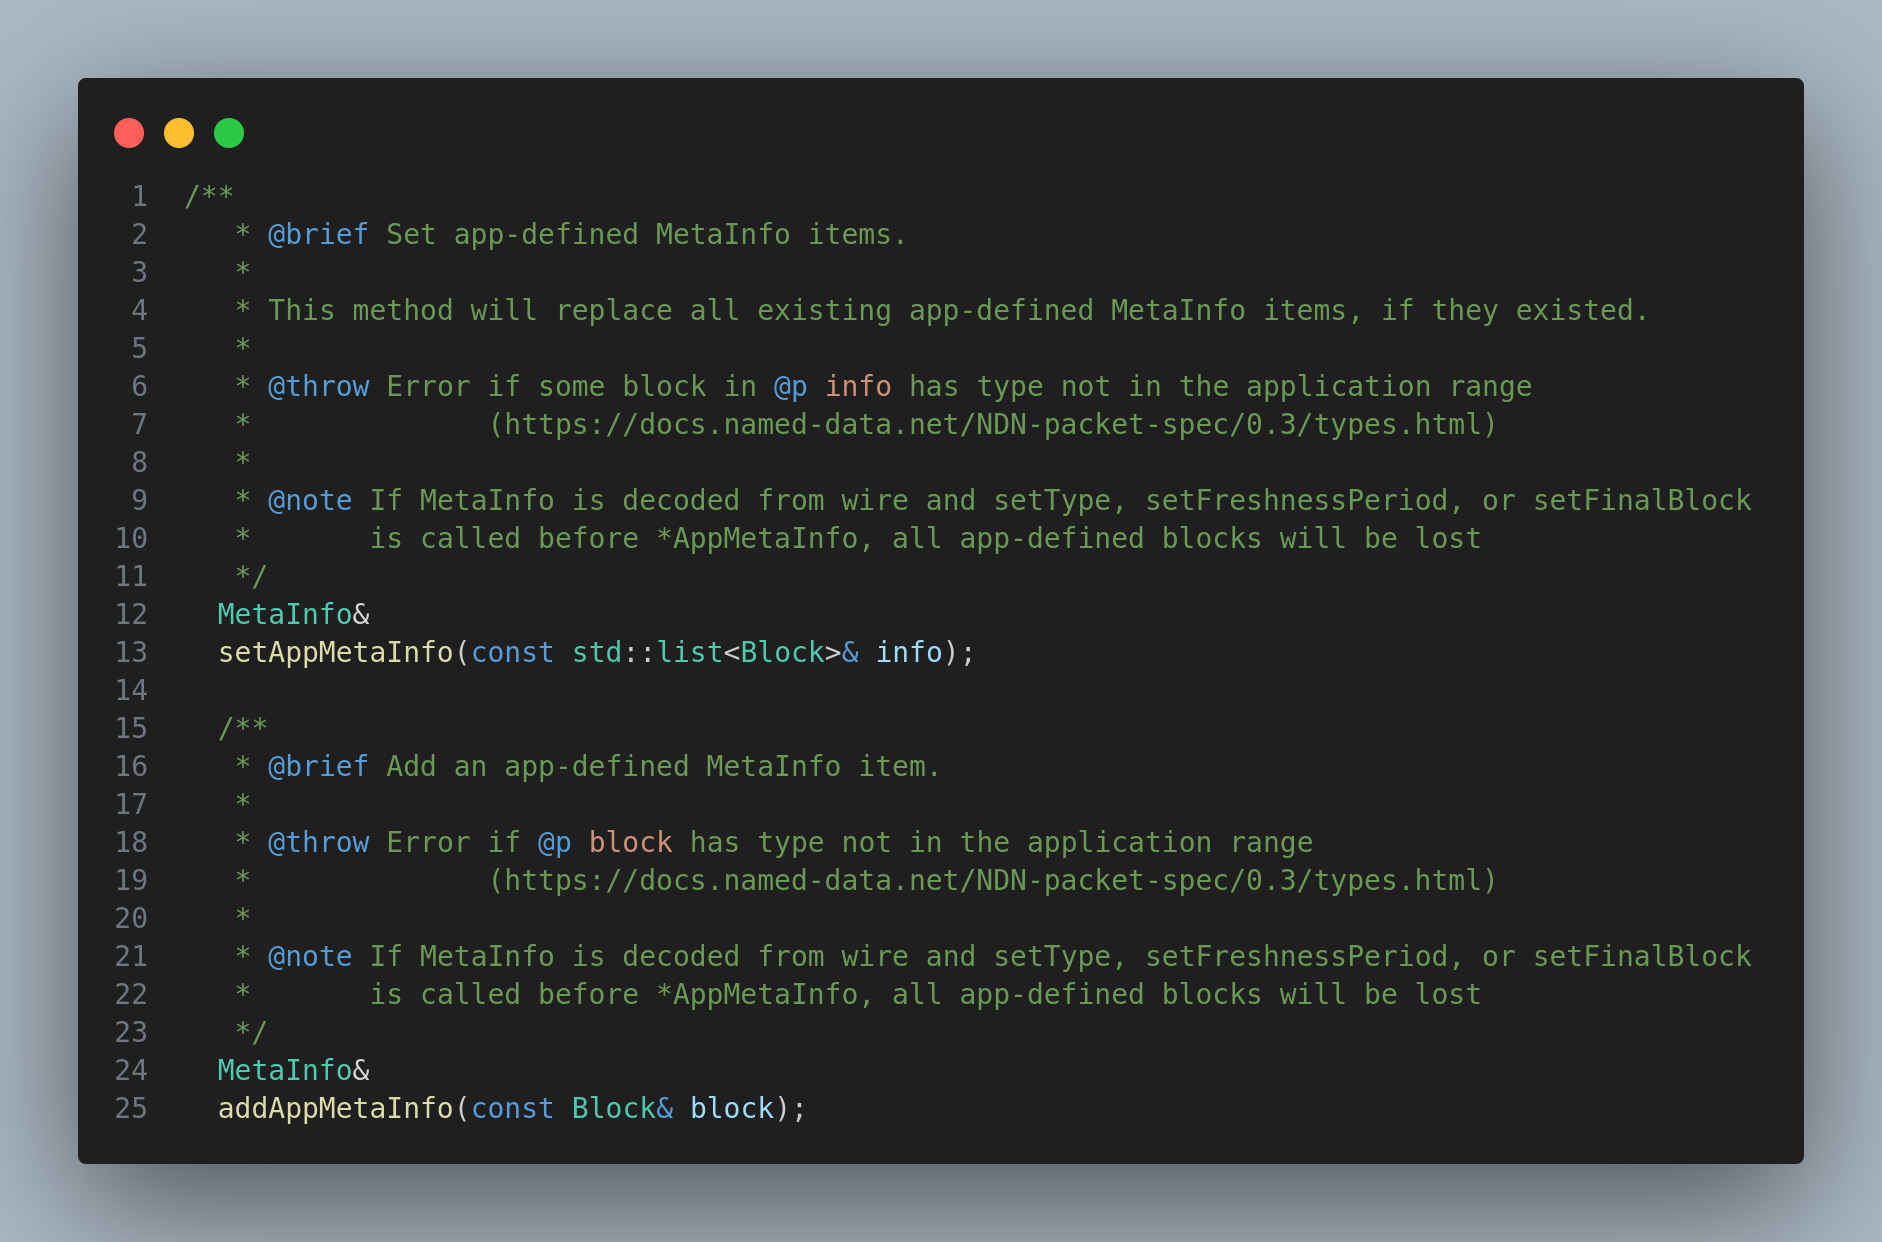 1 /**
2    * @brief Set app-defined MetaInfo items.
3    *
4    * This method will replace all existing app-defined MetaInfo items, if they existed.
5    *
6    * @throw Error if some block in @p info has type not in the application range
7    *              (https://docs.named-data.net/NDN-packet-spec/0.3/types.html)
8    *
9    * @note If MetaInfo is decoded from wire and setType, setFreshnessPeriod, or setFinalBlock
10    *       is called before *AppMetaInfo, all app-defined blocks will be lost
11    */
12   MetaInfo&
13   setAppMetaInfo(const std::list<Block>& info);
14
15   /**
16    * @brief Add an app-defined MetaInfo item.
17    *
18    * @throw Error if @p block has type not in the application range
19    *              (https://docs.named-data.net/NDN-packet-spec/0.3/types.html)
20    *
21    * @note If MetaInfo is decoded from wire and setType, setFreshnessPeriod, or setFinalBlock
22    *       is called before *AppMetaInfo, all app-defined blocks will be lost
23    */
24   MetaInfo&
25   addAppMetaInfo(const Block& block);